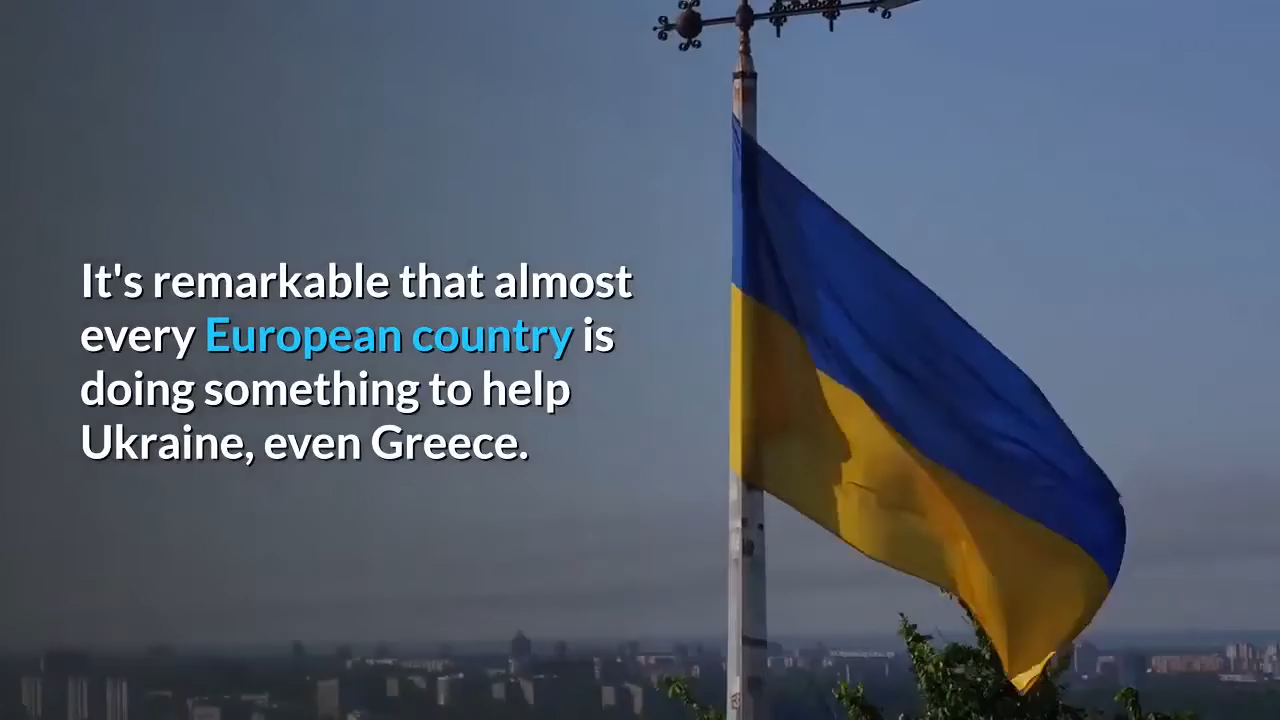 It's remarkable that almost
every European country is
doing something to help
Ukraine, even Greece.